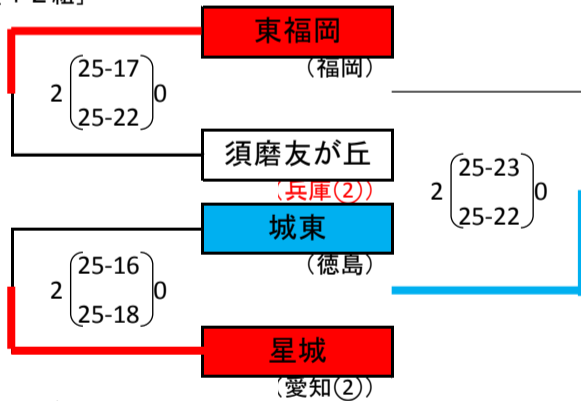 東福岡
(福岡)
2 25-17 0
25-22
須磨友が丘
(兵庫②))
2 25-23 0
25-22
城東
(徳島)
2 25-16 0
25-18
星城
(愛知②))